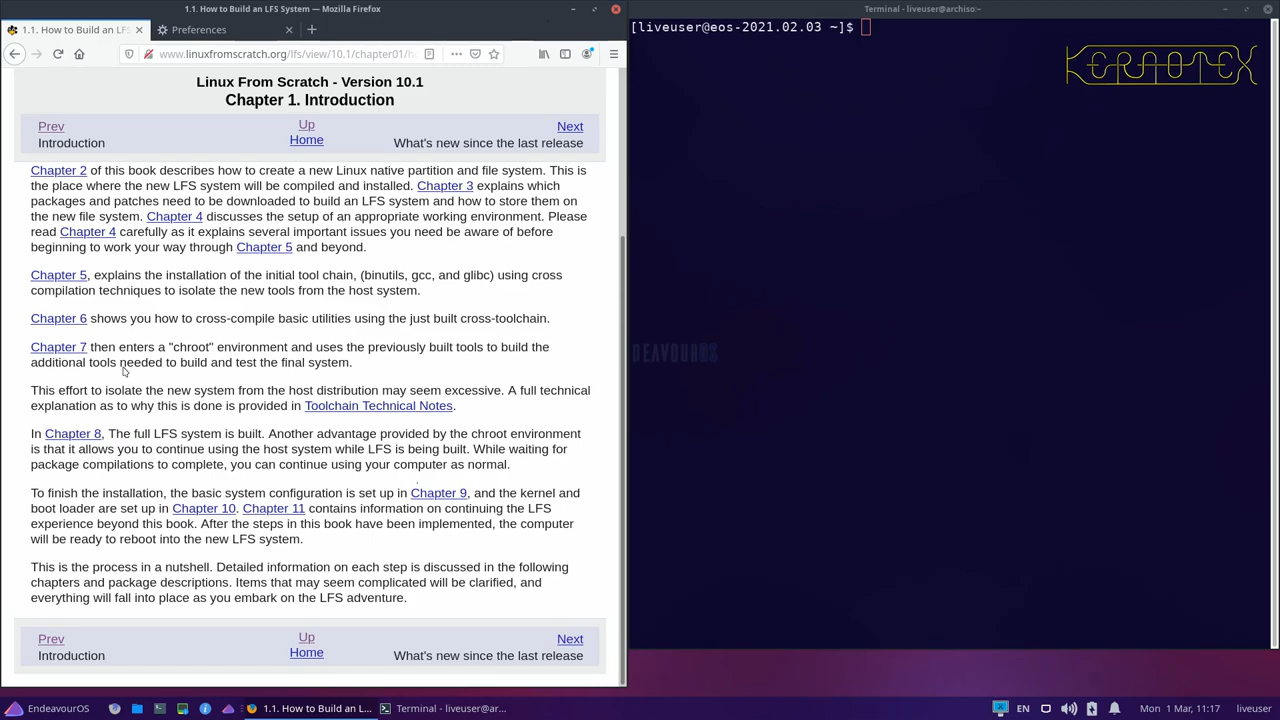 1.1. How to Build an LFS System — Mozilla Firefox
Terminal - liveuser@archiso:~
1.1. How to Build an LFS
Preferences
www.linuxfromscratch.org/lfs/view/10.1/chapter01/h
[liveuser@eos-2021.02.03 ~]$
KERNOTEX
Linux From Scratch - Version 10.1
Chapter 1. Introduction
Prev
Up
Next
Introduction
Home
What's new since the last release
Chapter 2 of this book describes how to create a new Linux native partition and file system. This is
the place where the new LFS system will be compiled and installed. Chapter 3 explains which
packages and patches need to be downloaded to build an LFS system and how to store them on
the new file system. Chapter 4 discusses the setup of an appropriate working environment. Please
read Chapter 4 carefully as it explains several important issues you need be aware of before
beginning to work your way through Chapter 5 and beyond.
Chapter 5, explains the installation of the initial tool chain, (binutils, gcc, and glibc) using cross
compilation techniques to isolate the new tools from the host system.
Chapter 6 shows you how to cross-compile basic utilities using the just built cross-toolchain.
Chapter 7 then enters a "chroot" environment and uses the previously built tools to build the
additional tools needed to build and test the final system.
DEAVOUROS
This effort to isolate the new system from the host distribution may seem excessive. A full technical
explanation as to why this is done is provided in Toolchain Technical Notes.
In Chapter 8, The full LFS system is built. Another advantage provided by the chroot environment
is that it allows you to continue using the host system while LFS is being built. While waiting for
package compilations to complete, you can continue using your computer as normal.
To finish the installation, the basic system configuration is set up in Chapter 9, and the kernel and
boot loader are set up in Chapter 10. Chapter 11 contains information on continuing the LFS
experience beyond this book. After the steps in this book have been implemented, the computer
will be ready to reboot into the new LFS system.
This is the process in a nutshell. Detailed information on each step is discussed in the following
chapters and package descriptions. Items that may seem complicated will be clarified, and
everything will fall into place as you embark on the LFS adventure.
Prev
Up
Next
Introduction
Home
What's new since the last release
EndeavourOS
1.1. How to Build an L...
Terminal - liveuser@ar...
EN
Mon 1 Mar, 11:17
liveuser